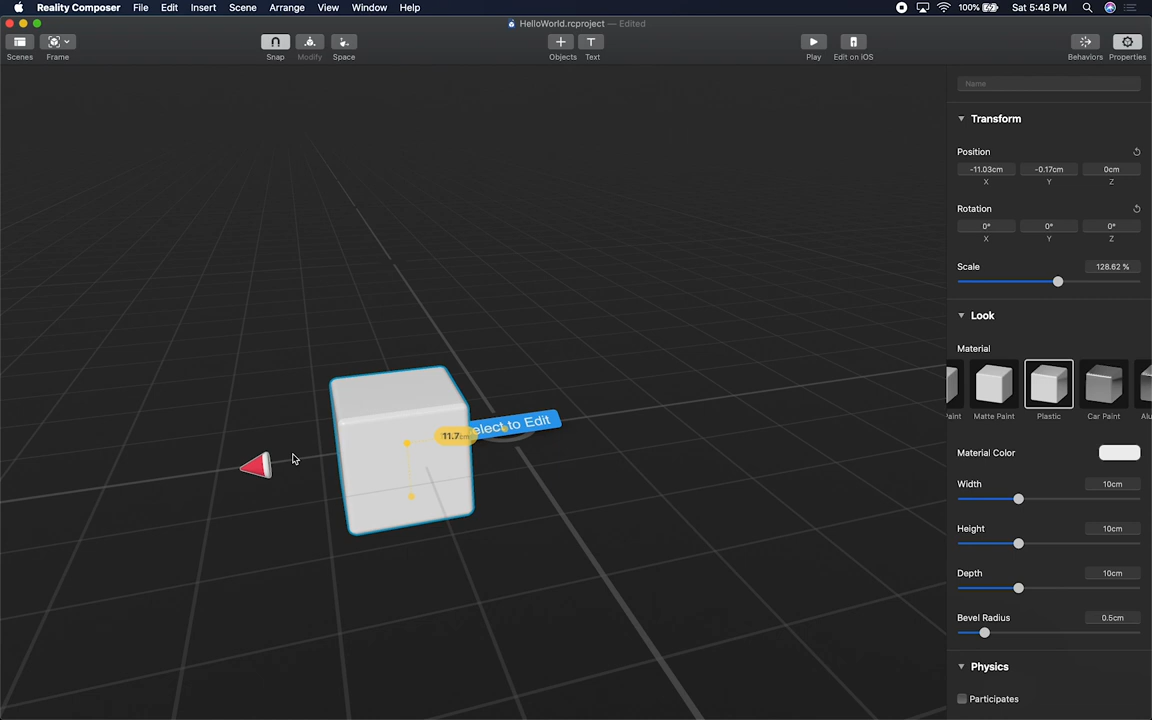 Reality Composer File Edit Insert Scene Arrange View Window Help 100% Sat 5:48 PM
HelloWorld.rcproject — Edited
Scenes Frame Snap Modify Space Objects Text Play Edit on iOS Behaviors Properties
Name
Transform
Position
-11.03cm -0.17cm 0cm
X Y Z
Rotation
0° 0° 0°
X Y Z
Scale 128.62 %
Look
Material
Matte Paint Plastic Car Paint
Material Color
Width 10cm
Height 10cm
Depth 10cm
Bevel Radius 0.5cm
Physics
Participates
11.7cm
elect to Edit